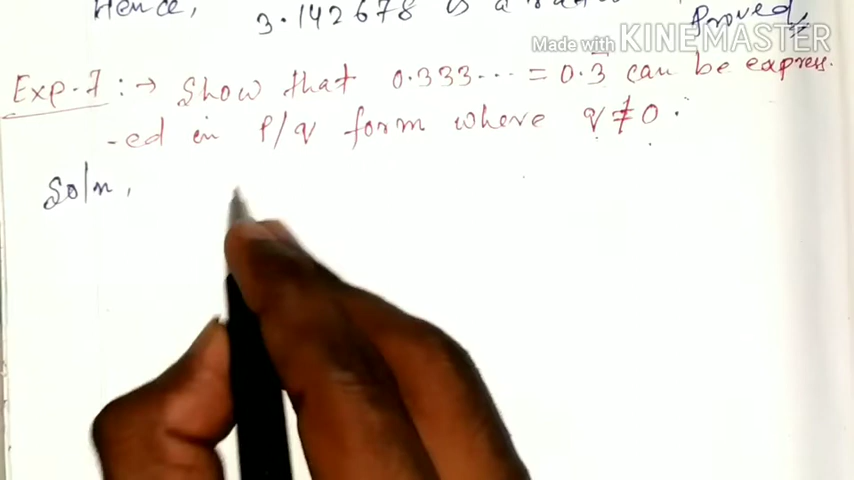 Hence, 3.142678 is a
Proved,
Made with KINEMASTER
Exp-7 :→ Show that 0.333... = 0.3̅ can be express.
-ed in P/q form where q ≠ 0.
Soln,